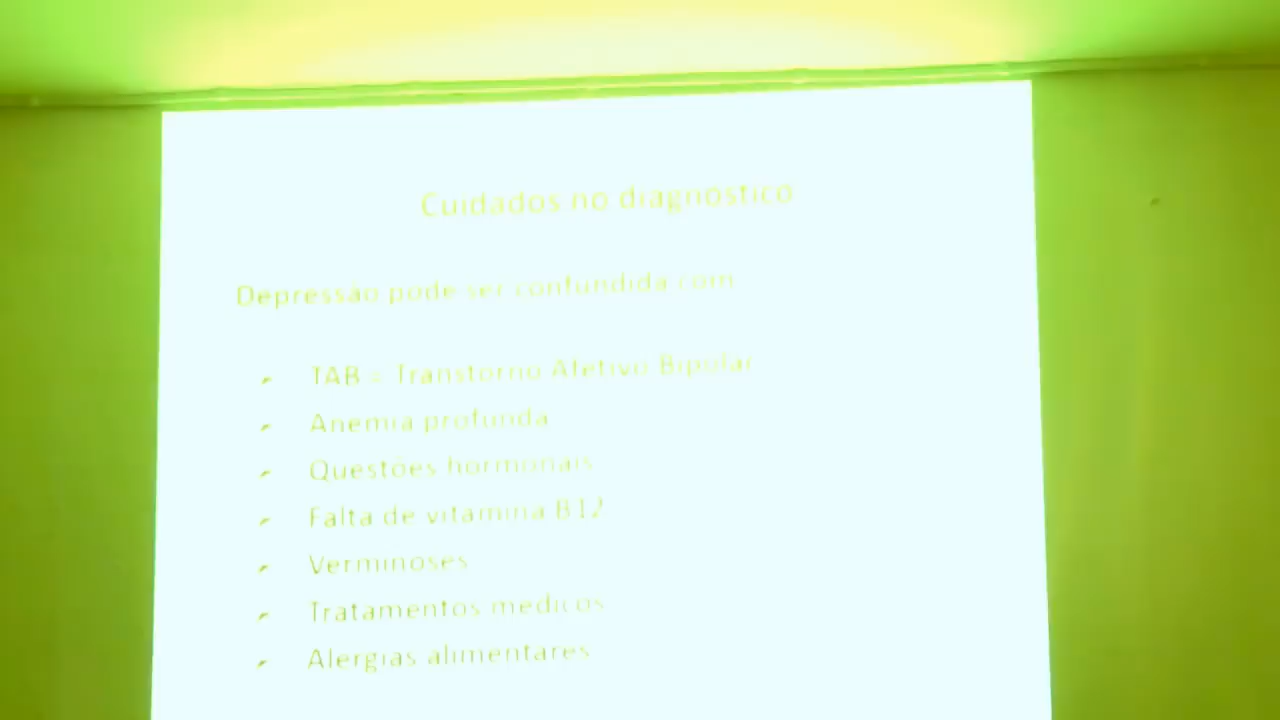 Cuidados no diagnostico
Depressão pode ser confundida com
TAB - Transtorno Afetivo Bipolar
Anemia profunda
Questões hormonais
Falta de vitamina B12
Verminoses
Tratamentos medicos
Alergias alimentares